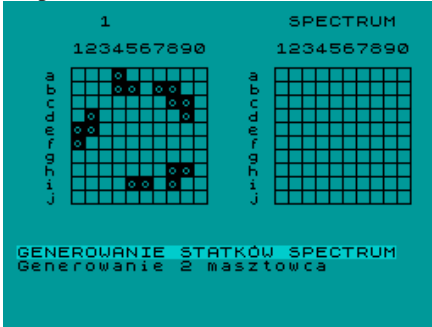 1 SPECTRUM
1234567890 1234567890
a a
b b
c c
d d
e e
f f
g g
h h
i i
j j
GENEROWANIE STATKÓW SPECTRUM
Generowanie 2 masztowca